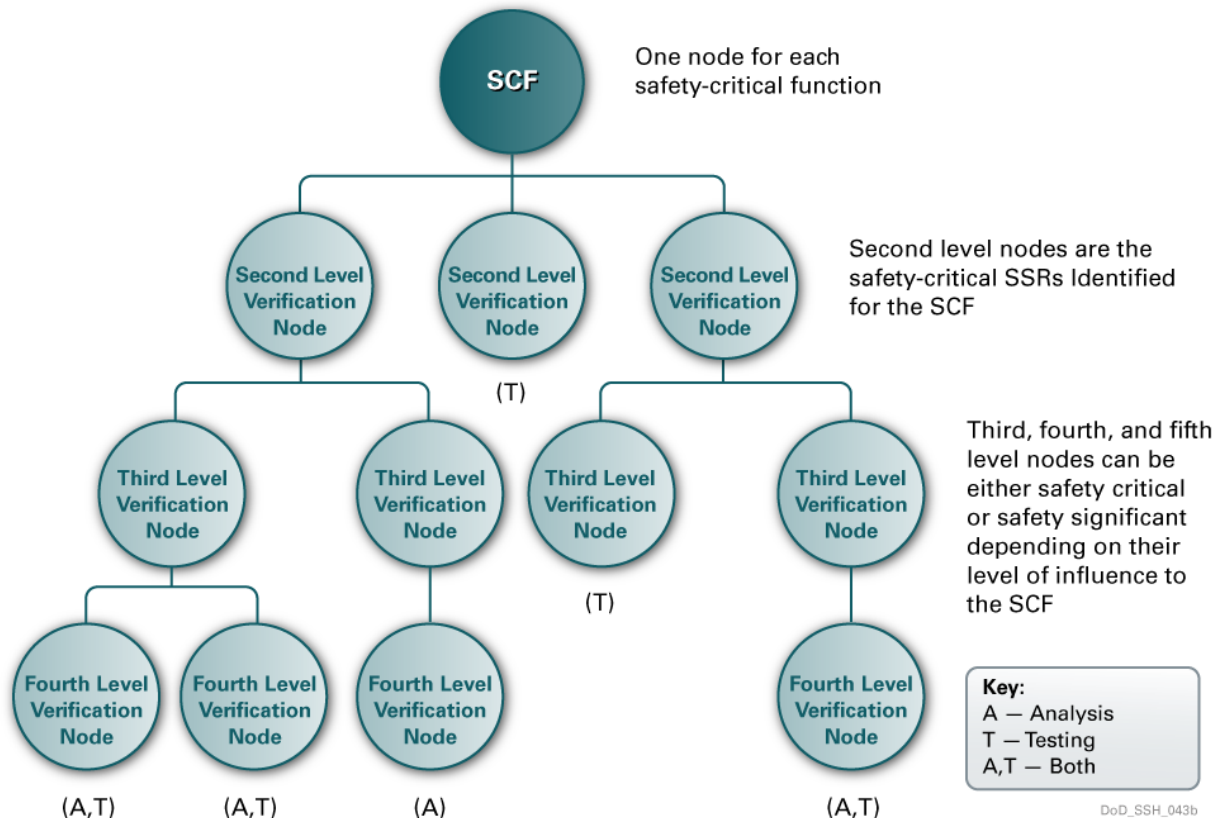 SCF
One node for each
safety-critical function
Second Level
Verification
Node
Second Level
Verification
Node
Second Level
Verification
Node
Second level nodes are the
safety-critical SSRs Identified
for the SCF
(T)
Third Level
Verification
Node
Third Level
Verification
Node
Third Level
Verification
Node
Third Level
Verification
Node
Third, fourth, and fifth
level nodes can be
either safety critical
or safety significant
depending on their
level of influence to
the SCF
(T)
Fourth Level
Verification
Node
Fourth Level
Verification
Node
Fourth Level
Verification
Node
Fourth Level
Verification
Node
Key:
A — Analysis
T — Testing
A,T — Both
(A,T)
(A,T)
(A)
(A,T)
DoD_SSH_043b